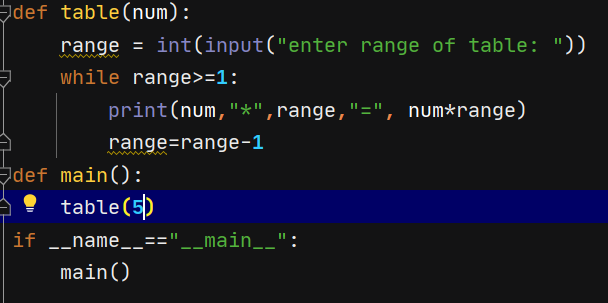 def table(num):
    range = int(input("enter range of table: "))
    while range>=1:
        print(num,"*",range,"=", num*range)
        range=range-1
def main():
    table(5)
if __name__=="__main__":
    main()